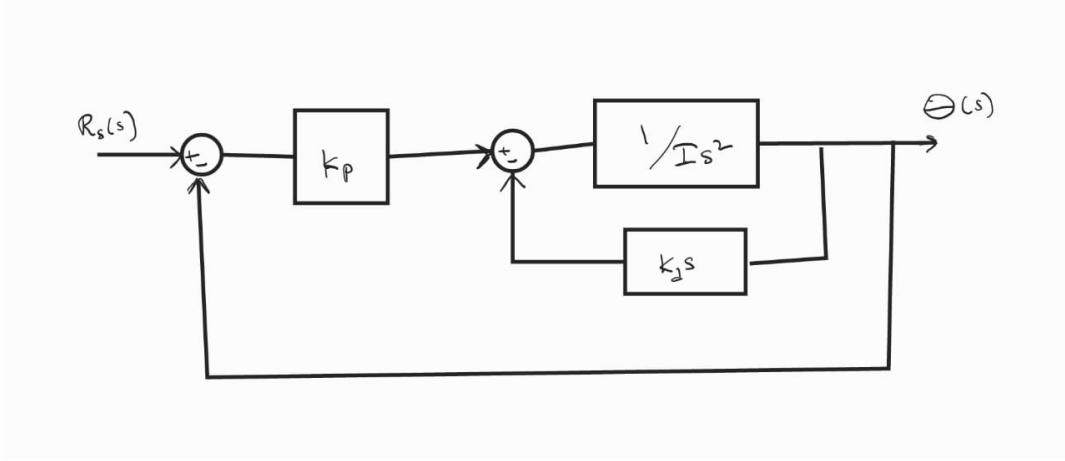 Rs(s)
+
-
kp
+
-
1/Is²
Θ(s)
kds